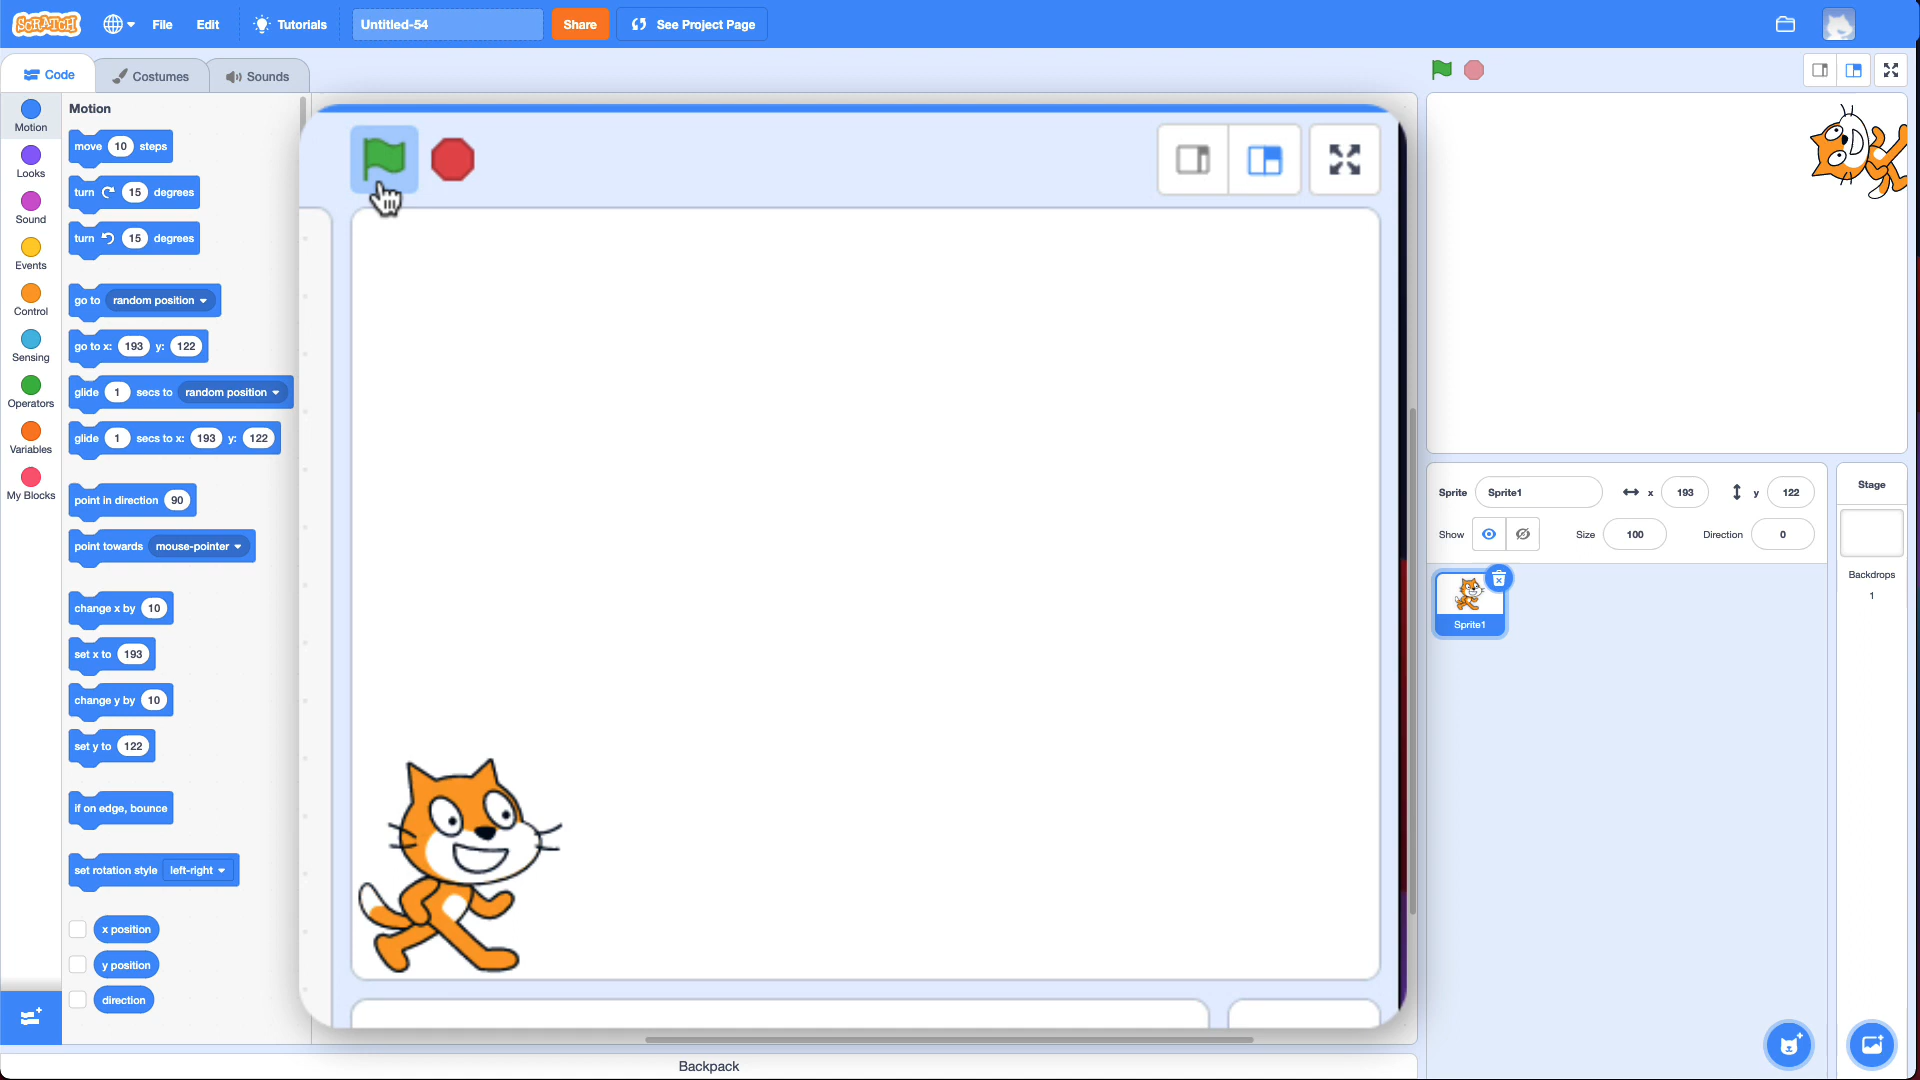 SCRATCH File Edit Tutorials Untitled-54 Share See Project Page
Code Costumes Sounds
Motion
Looks
Sound
Events
Control
Sensing
Operators
Variables
My Blocks
Motion
move 10 steps
turn 15 degrees
turn 15 degrees
go to random position
go to x: 193 y: 122
glide 1 secs to random position
glide 1 secs to x: 193 y: 122
point in direction 90
point towards mouse-pointer
change x by 10
set x to 193
change y by 10
set y to 122
if on edge, bounce
set rotation style left-right
x position
y position
direction
Backpack
Sprite Sprite1 x 193 y 122
Show Size 100 Direction 0
Sprite1
Stage
Backdrops
1